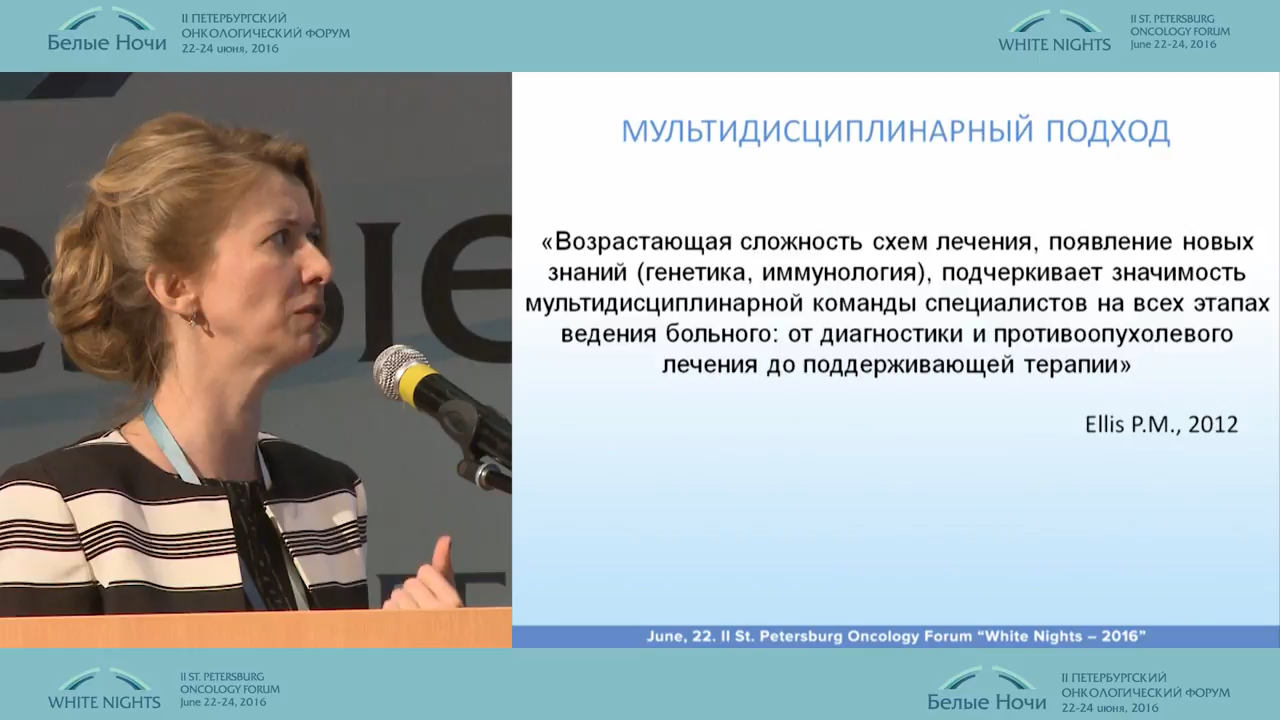 Белые Ночи
II ПЕТЕРБУРГСКИЙ
ОНКОЛОГИЧЕСКИЙ ФОРУМ
22-24 июня, 2016
WHITE NIGHTS
II ST. PETERSBURG
ONCOLOGY FORUM
June 22-24, 2016
МУЛЬТИДИСЦИПЛИНАРНЫЙ ПОДХОД
«Возрастающая сложность схем лечения, появление новых
знаний (генетика, иммунология), подчеркивает значимость
мультидисциплинарной команды специалистов на всех этапах
ведения больного: от диагностики и противоопухолевого
лечения до поддерживающей терапии»
Ellis P.M., 2012
June, 22. II St. Petersburg Oncology Forum “White Nights – 2016”
WHITE NIGHTS
II ST. PETERSBURG
ONCOLOGY FORUM
June 22-24, 2016
Белые Ночи
II ПЕТЕРБУРГСКИЙ
ОНКОЛОГИЧЕСКИЙ ФОРУМ
22-24 июня, 2016